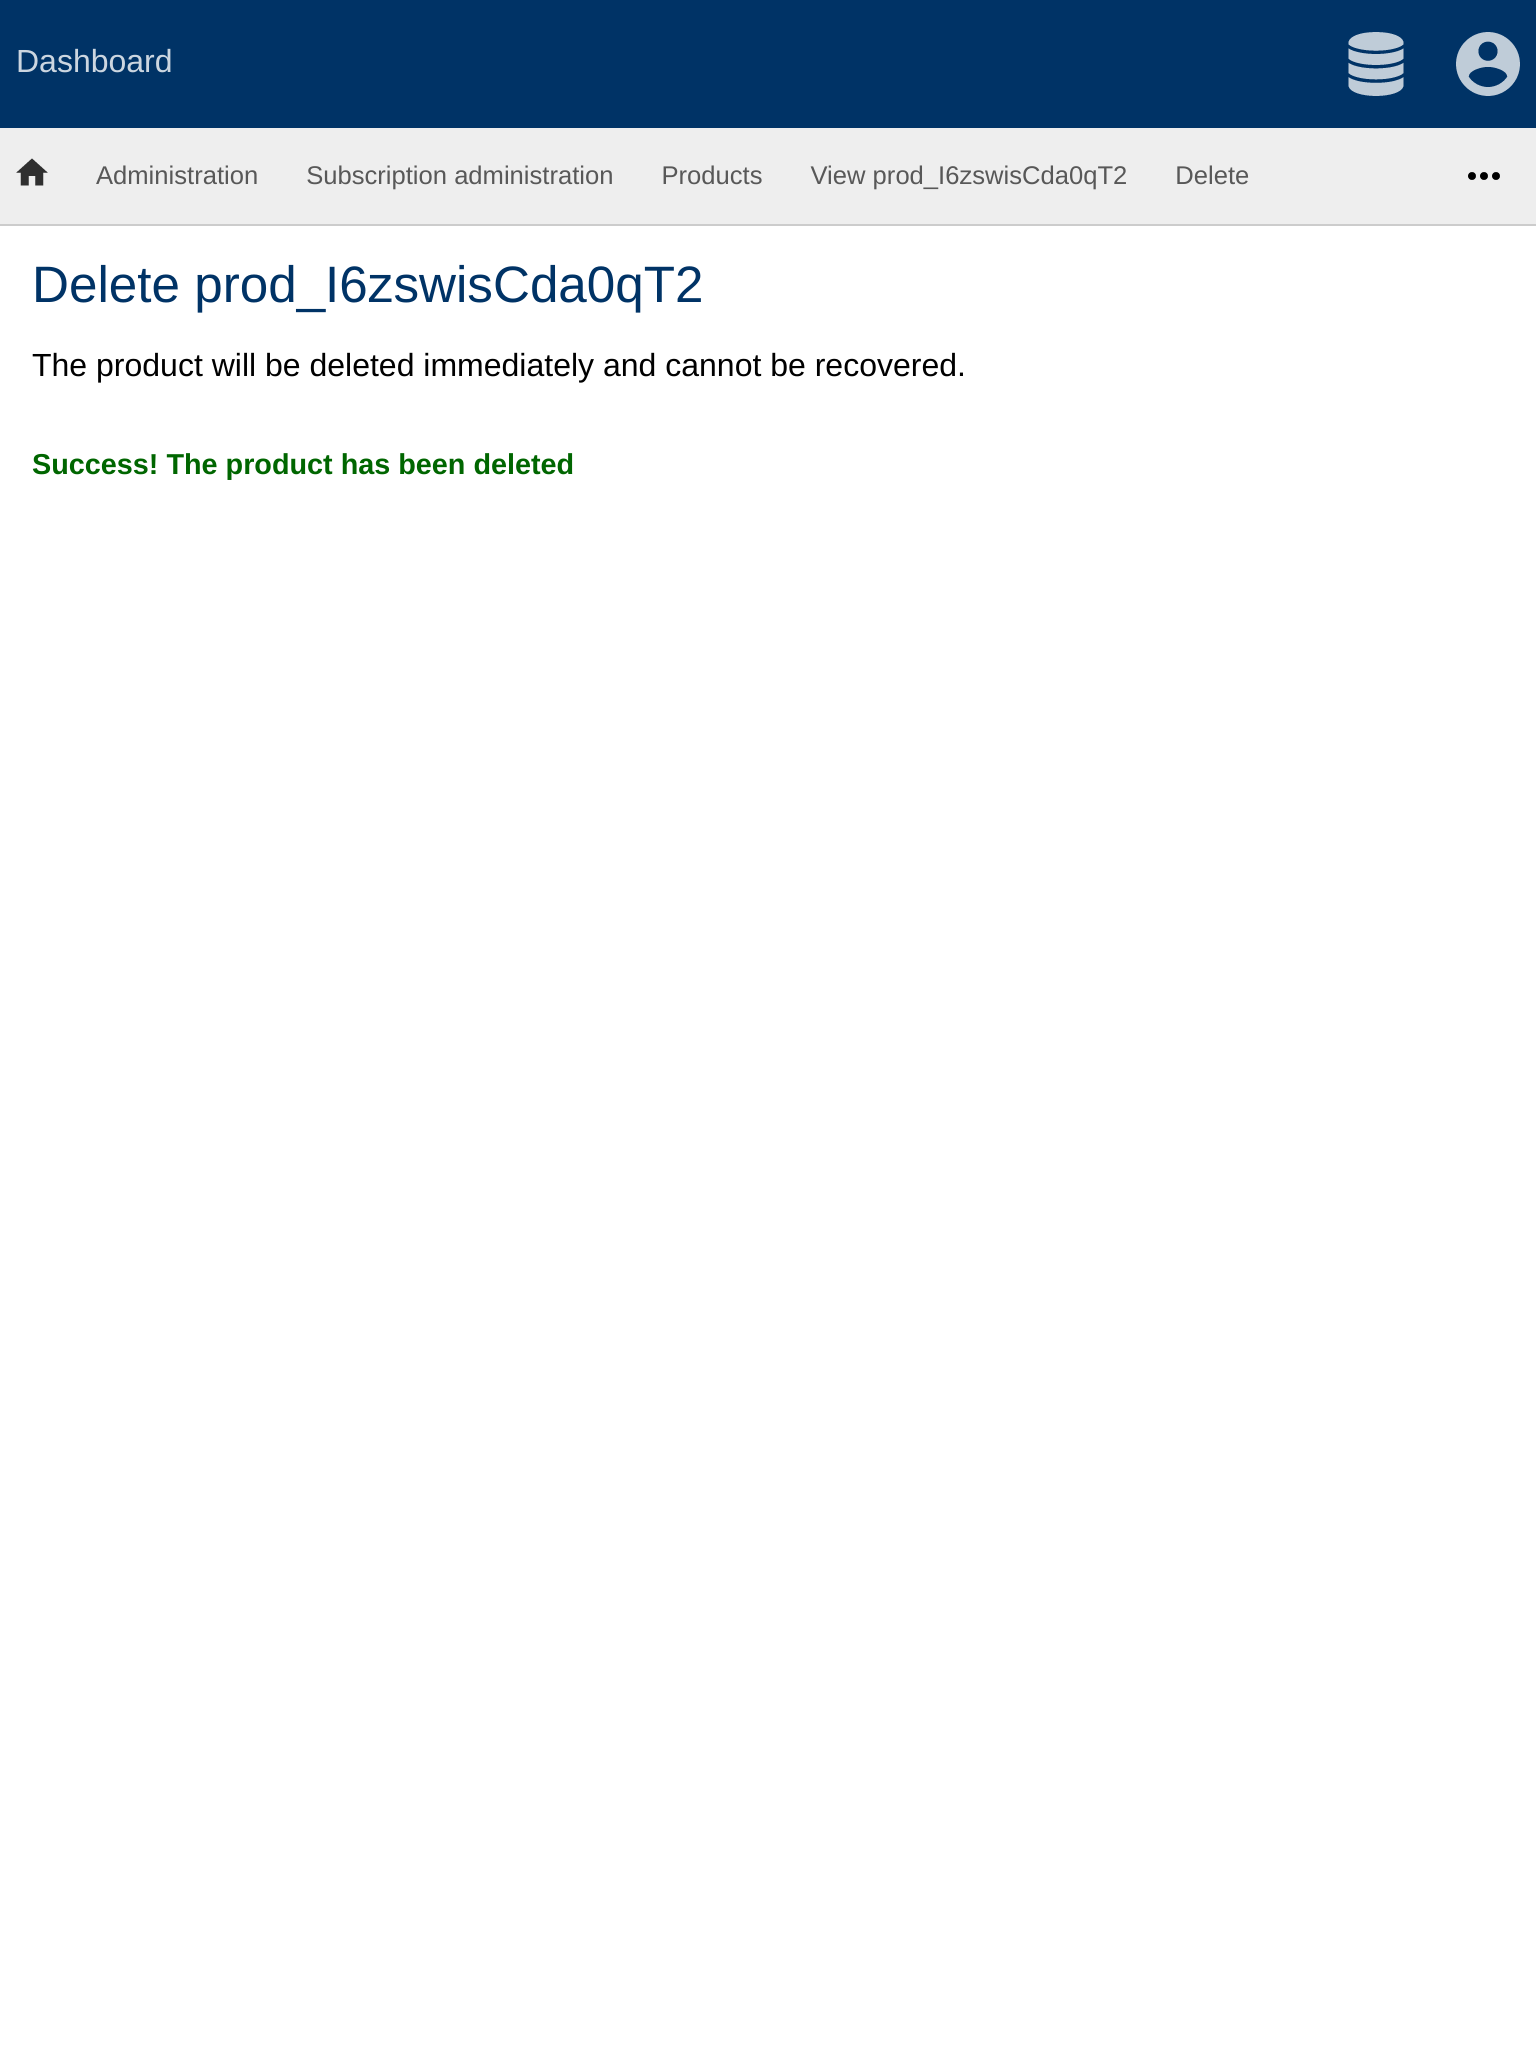 Dashboard
Administration Subscription administration Products View prod_I6zswisCda0qT2 Delete
Delete prod_I6zswisCda0qT2
The product will be deleted immediately and cannot be recovered.
Success! The product has been deleted